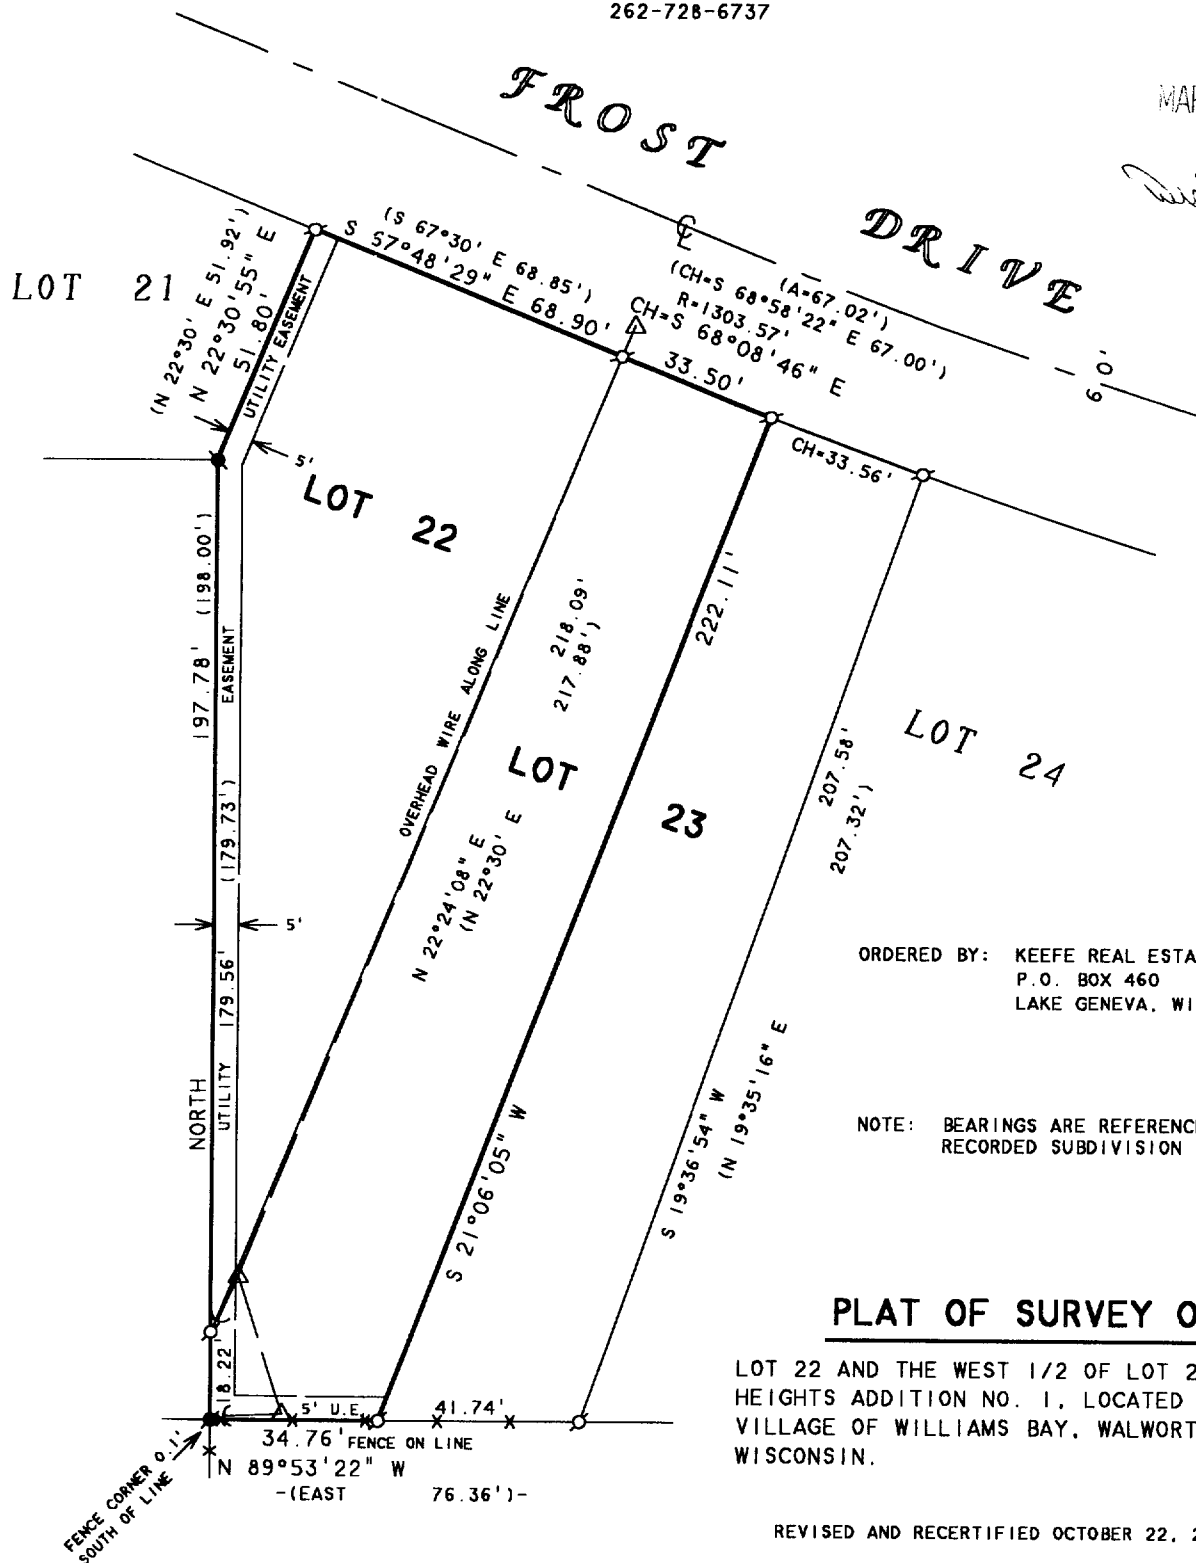 262-728-6737
MAR
FROST DRIVE
LOT 21
(N 22°30' E 51.92')
N 22°30'55" E
51.80'
UTILITY EASEMENT
5'
(S 67°30' E 68.85')
S 67°48'29" E 68.90'
(A=67.02')
(CH=S 68°58'22" E 67.00')
R=1303.57'
CH=S 68°08'46" E
33.50'
CH=33.56'
60'
LOT 22
197.78' (198.00')
EASEMENT
(179.73')
5'
UTILITY 179.56'
NORTH
OVERHEAD WIRE ALONG LINE
218.09'
217.88')
N 22°24'08" E
(N 22°30' E
LOT 23
222.11'
S 21°06'05" W
207.58'
207.32')
S 19°36'54" W
(N 19°35'16" E
LOT 24
ORDERED BY: KEEFE REAL ESTA
P.O. BOX 460
LAKE GENEVA, WI
NOTE: BEARINGS ARE REFERENC
RECORDED SUBDIVISION
18.22'
5' U.E.
41.74'
34.76' FENCE ON LINE
N 89°53'22" W
-(EAST 76.36')-
FENCE CORNER 0.1'
SOUTH OF LINE
PLAT OF SURVEY O
LOT 22 AND THE WEST 1/2 OF LOT 2
HEIGHTS ADDITION NO. 1, LOCATED
VILLAGE OF WILLIAMS BAY, WALWORT
WISCONSIN.
REVISED AND RECERTIFIED OCTOBER 22, 2